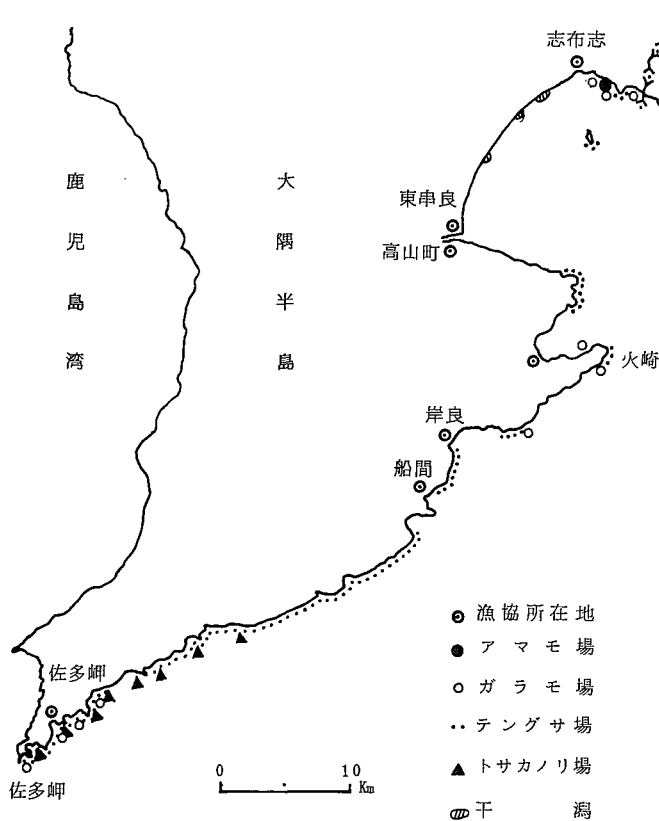 志布志
鹿児島湾
大隅半島
東串良
高山町
火崎
岸良
船間
佐多岬
佐多岬
漁協所在地
アマモ場
ガラモ場
テングサ場
トサカノリ場
干潟
0 10
Km